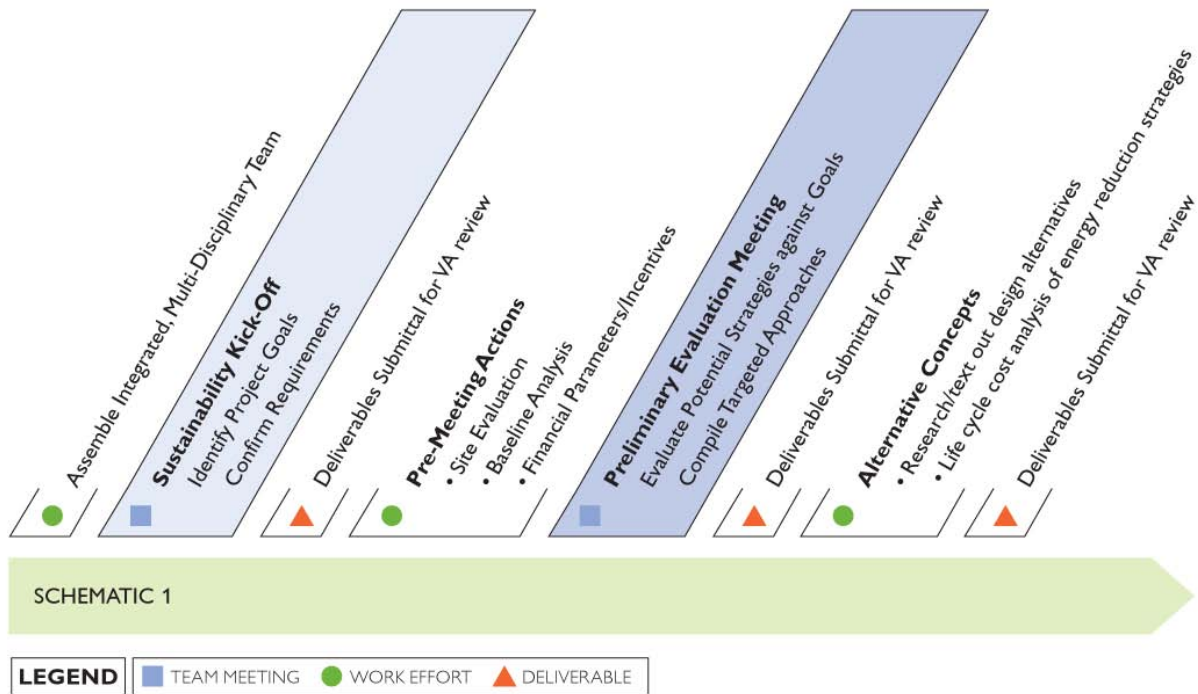 Assemble Integrated, Multi-Disciplinary Team
Sustainability Kick-Off
Identify Project Goals
Confirm Requirements
Deliverables Submittal for VA review
Pre-Meeting Actions
• Site Evaluation
• Baseline Analysis
• Financial Parameters/Incentives
Preliminary Evaluation Meeting
Evaluate Potential Strategies against Goals
Compile Targeted Approaches
Deliverables Submittal for VA review
Alternative Concepts
• Research/text out design alternatives
• Life cycle cost analysis of energy reduction strategies
Deliverables Submittal for VA review
SCHEMATIC 1
LEGEND
TEAM MEETING
WORK EFFORT
DELIVERABLE